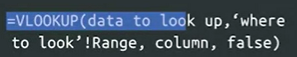 =VLOOKUP(data to look up,‘where
to look’!Range, column, false)